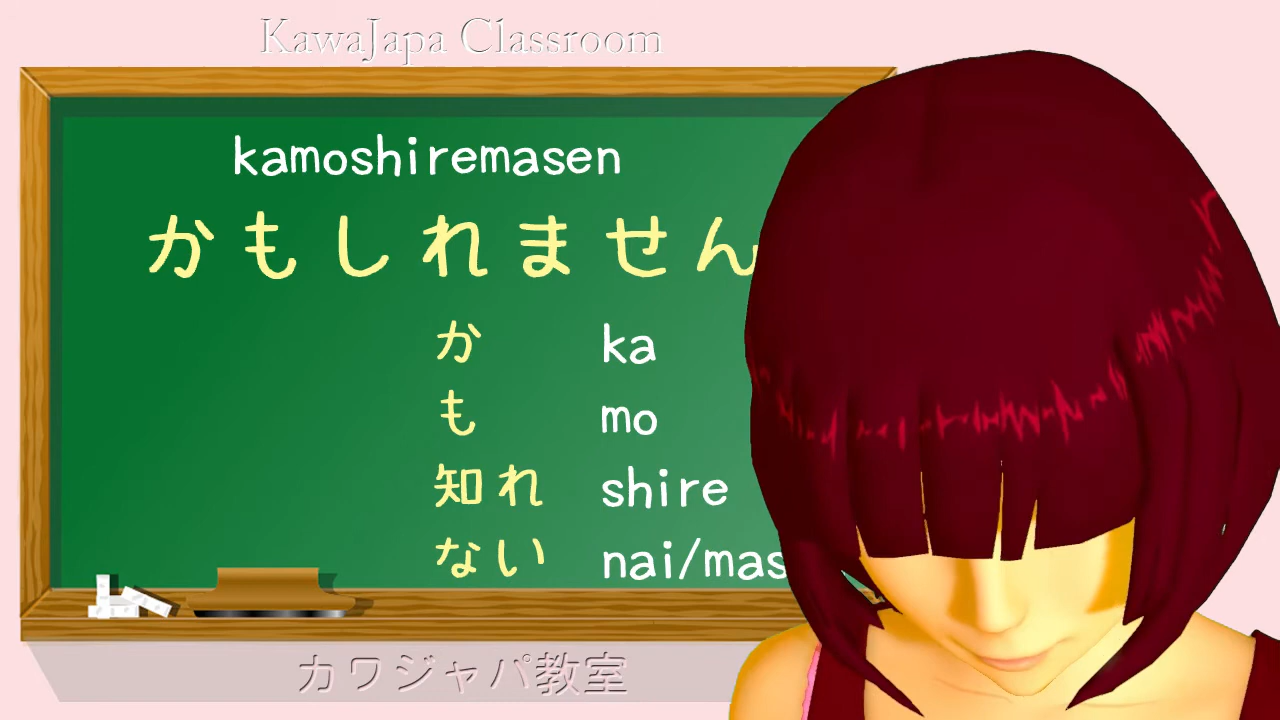 KawaJapa Classroom
kamoshiremasen
かもしれません
か ka
も mo
知れ shire
ない nai/mas
カワジャパ教室